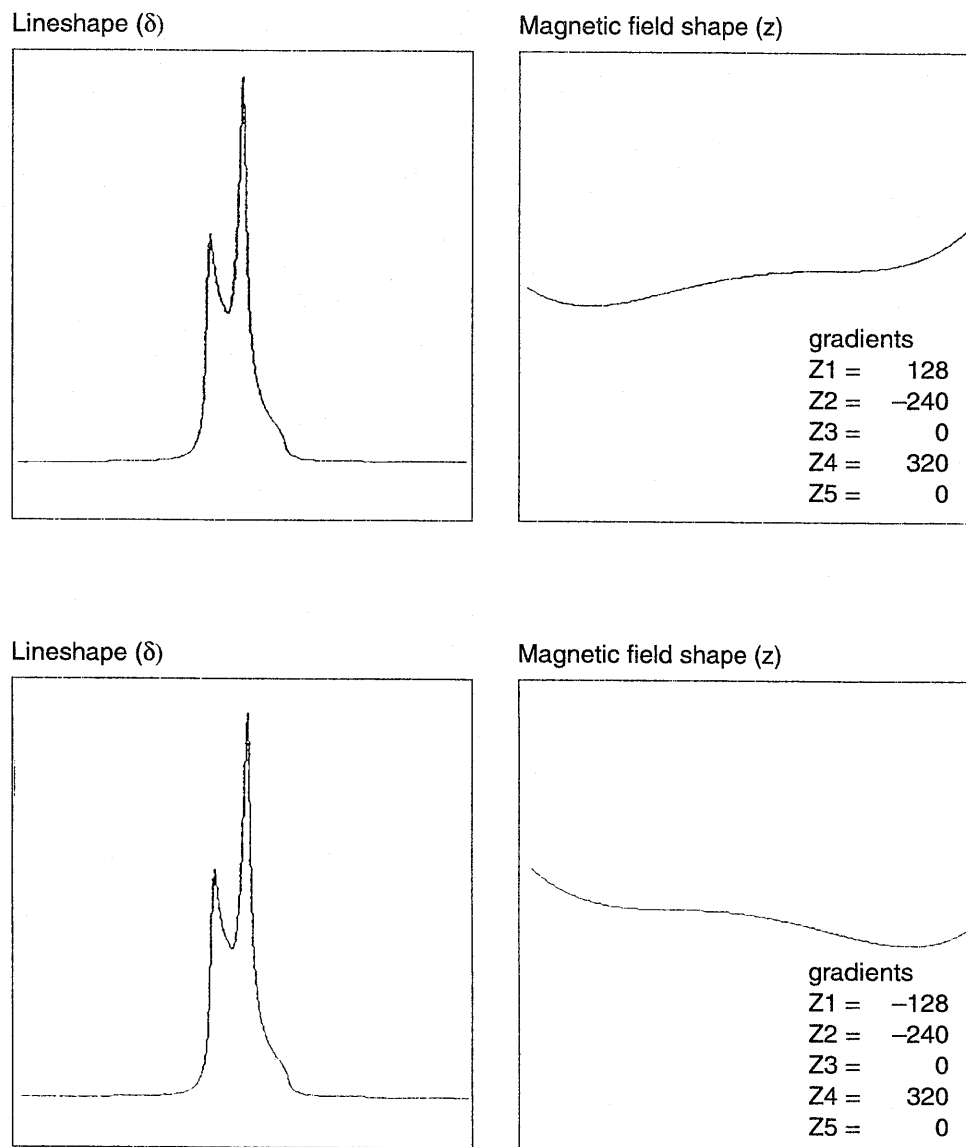 Lineshape (δ)
Magnetic field shape (z)
gradients
Z1 = 128
Z2 = –240
Z3 = 0
Z4 = 320
Z5 = 0
Lineshape (δ)
Magnetic field shape (z)
gradients
Z1 = –128
Z2 = –240
Z3 = 0
Z4 = 320
Z5 = 0